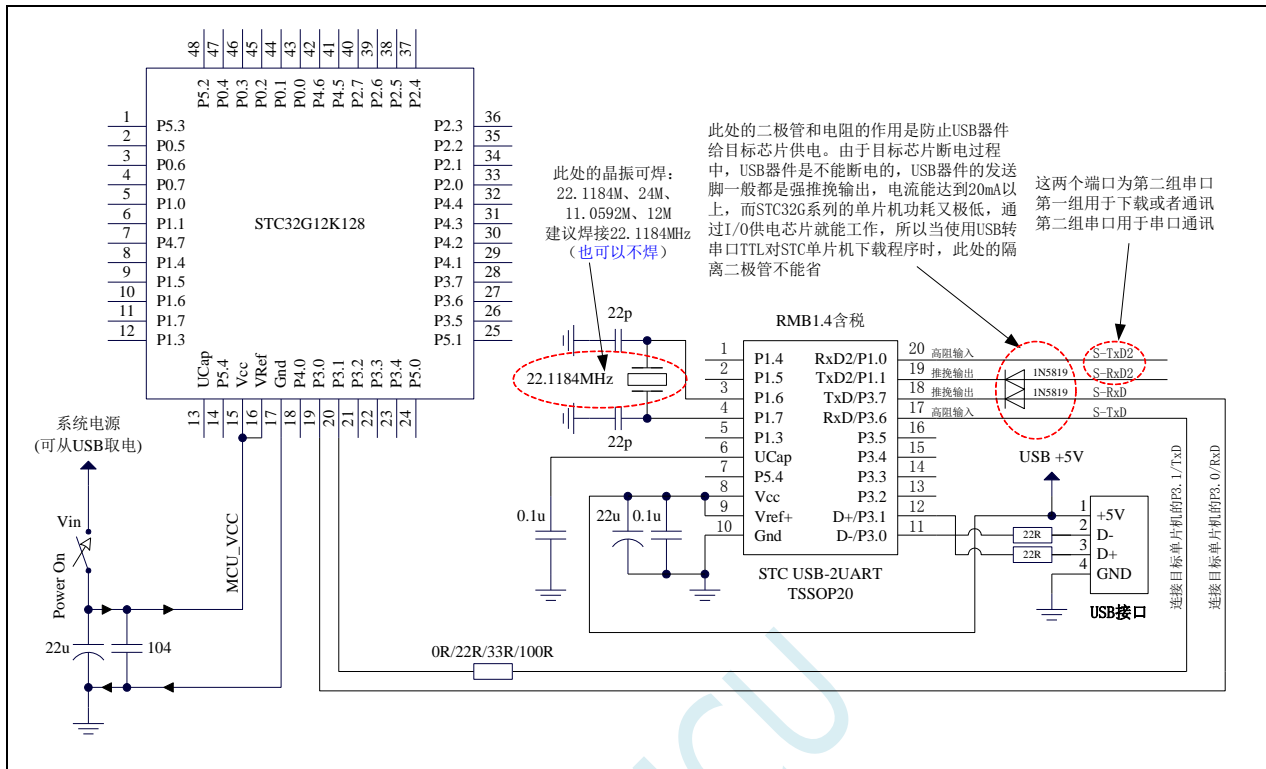 48 47 46 45 44 43 42 41 40 39 38 37
P5.2 P0.4 P0.3 P0.2 P0.1 P0.0 P4.6 P4.5 P2.7 P2.6 P2.5 P2.4
1 P5.3
2 P0.5
3 P0.6
4 P0.7
5 P1.0
6 P1.1
7 P4.7
8 P1.4
9 P1.5
10 P1.6
11 P1.7
12 P1.3
STC32G12K128
P2.3 36
P2.2 35
P2.1 34
P2.0 33
P4.4 32
P4.3 31
P4.2 30
P4.1 29
P3.7 28
P3.6 27
P3.5 26
P5.1 25
UCap P5.4 Vcc VRef Gnd P4.0 P3.0 P3.1 P3.2 P3.3 P3.4 P5.0
13 14 15 16 17 18 19 20 21 22 23 24
此处的晶振可焊:
22.1184M、24M、
11.0592M、12M
建议焊接22.1184MHz
(也可以不焊)
此处的二极管和电阻的作用是防止USB器件
给目标芯片供电。由于目标芯片断电过程
中,USB器件是不能断电的,USB器件的发送
脚一般都是强推挽输出,电流能达到20mA以
上,而STC32G系列的单片机功耗又极低,通
过I/O供电芯片就能工作,所以当使用USB转
串口TTL对STC单片机下载程序时,此处的隔
离二极管不能省
这两个端口为第二组串口
第一组用于下载或者通讯
第二组串口用于串口通讯
RMB1.4含税
22p
22.1184MHz
22p
1 P1.4
2 P1.5
3 P1.6
4 P1.7
5 P1.3
6 UCap
7 P5.4
8 Vcc
9 Vref+
10 Gnd
RxD2/P1.0 20 高阻输入 S-TxD2
TxD2/P1.1 19 推挽输出 1N5819 S-RxD2
TxD/P3.7 18 推挽输出 1N5819 S-RxD
RxD/P3.6 17 高阻输入 S-TxD
P3.5 16
P3.4 15
P3.3 14
P3.2 13
D+/P3.1 12
D-/P3.0 11
STC USB-2UART
TSSOP20
USB +5V
22R
22R
1 +5V
2 D-
3 D+
4 GND
USB接口
连接目标单片机的P3.1/TxD
连接目标单片机的P3.0/RxD
0.1u
22u
0.1u
系统电源
(可从USB取电)
Vin
Power On
MCU_VCC
22u
104
0R/22R/33R/100R
MCU